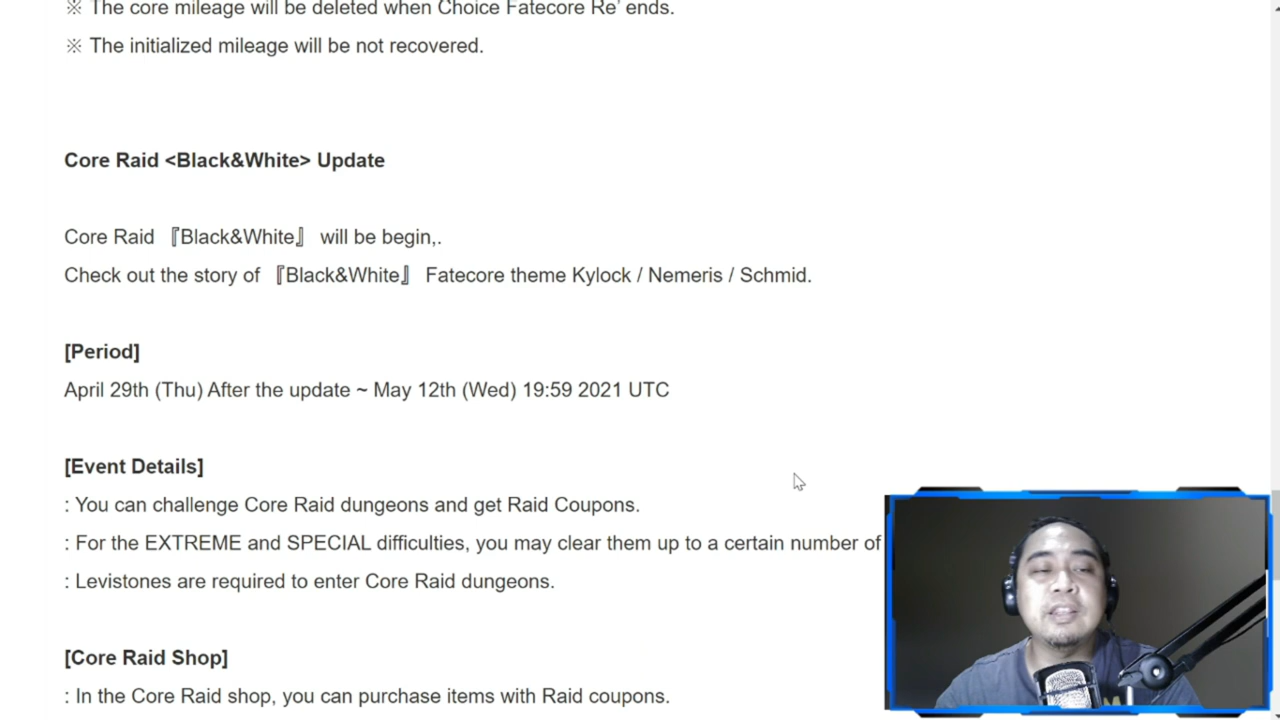 ※ The core mileage will be deleted when Choice Fatecore Re' ends.
※ The initialized mileage will be not recovered.
Core Raid <Black&White> Update
Core Raid 『Black&White』 will be begin,.
Check out the story of 『Black&White』 Fatecore theme Kylock / Nemeris / Schmid.
[Period]
April 29th (Thu) After the update ~ May 12th (Wed) 19:59 2021 UTC
[Event Details]
: You can challenge Core Raid dungeons and get Raid Coupons.
: For the EXTREME and SPECIAL difficulties, you may clear them up to a certain number of
: Levistones are required to enter Core Raid dungeons.
[Core Raid Shop]
: In the Core Raid shop, you can purchase items with Raid coupons.